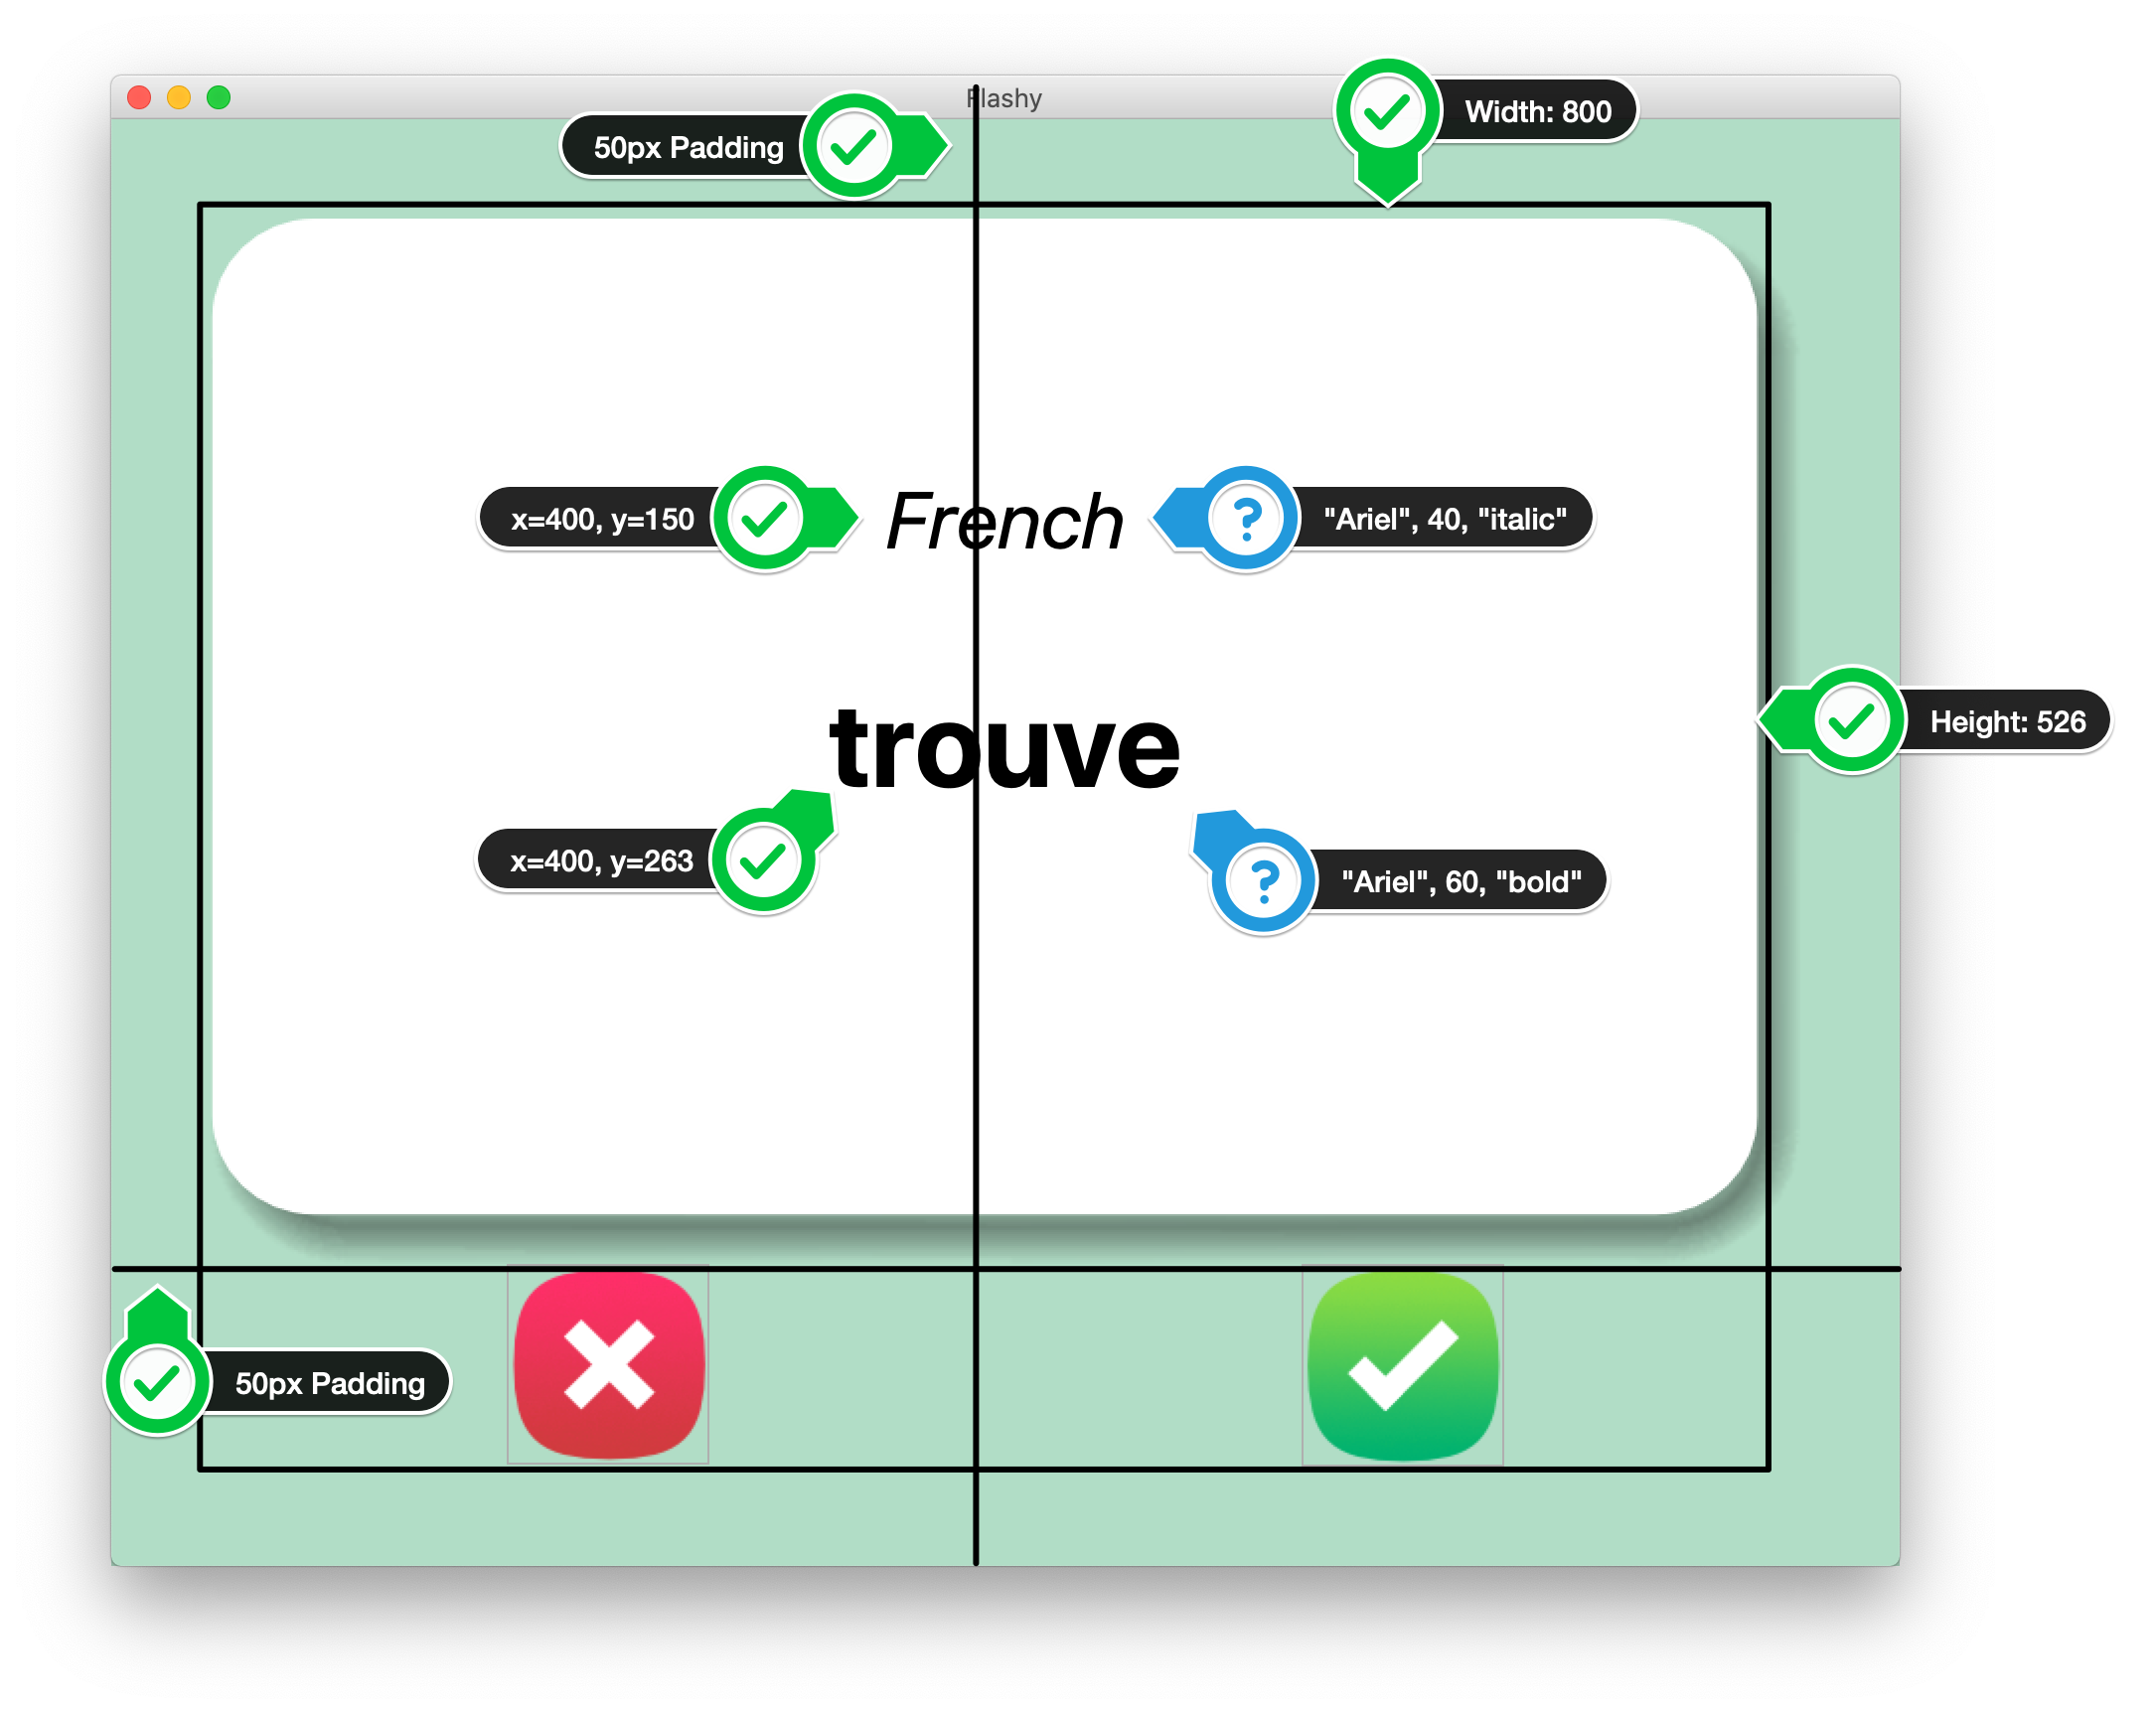 Flashy
Width: 800
50px Padding
x=400, y=150
French
"Ariel", 40, "italic"
trouve
Height: 526
x=400, y=263
"Ariel", 60, "bold"
50px Padding